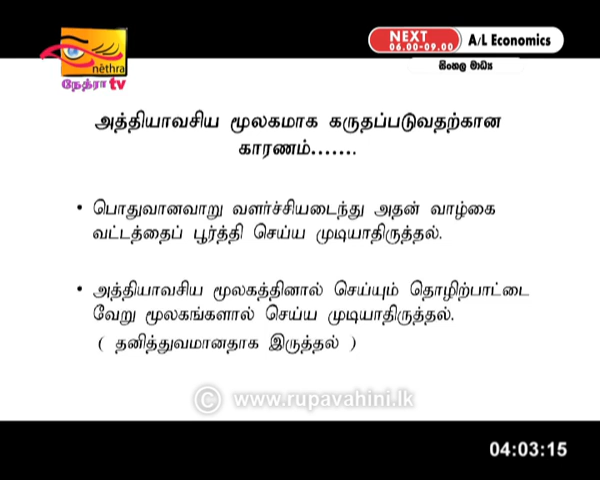 NEXT
06.00-09.00
A/L Economics
සිංහල මාධ්‍ය
nēthra
நேத்ரா tv
அத்தியாவசிய மூலகமாக கருதப்படுவதற்கான
காரணம்.......
• பொதுவானவாறு வளர்ச்சியடைந்து அதன் வாழ்கை
வட்டத்தைப் பூர்த்தி செய்ய முடியாதிருத்தல்.
• அத்தியாவசிய மூலகத்தினால் செய்யும் தொழிற்பாட்டை
வேறு மூலகங்களால் செய்ய முடியாதிருத்தல்.
( தனித்துவமானதாக இருத்தல் )
© www.rupavahini.lk
04:03:15